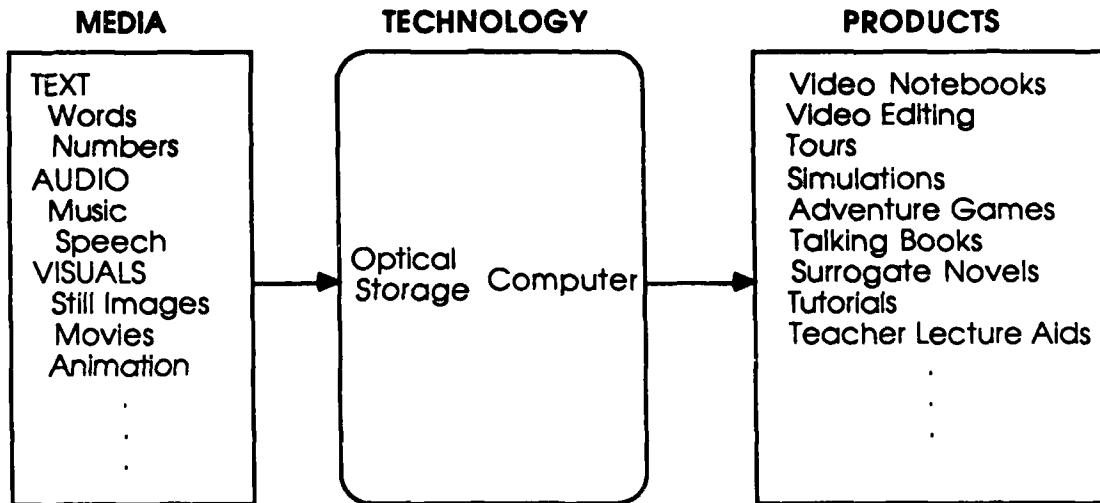 MEDIA
TEXT
Words
Numbers
AUDIO
Music
Speech
VISUALS
Still Images
Movies
Animation
.
.
.
TECHNOLOGY
Optical
Storage
Computer
PRODUCTS
Video Notebooks
Video Editing
Tours
Simulations
Adventure Games
Talking Books
Surrogate Novels
Tutorials
Teacher Lecture Aids
.
.
.